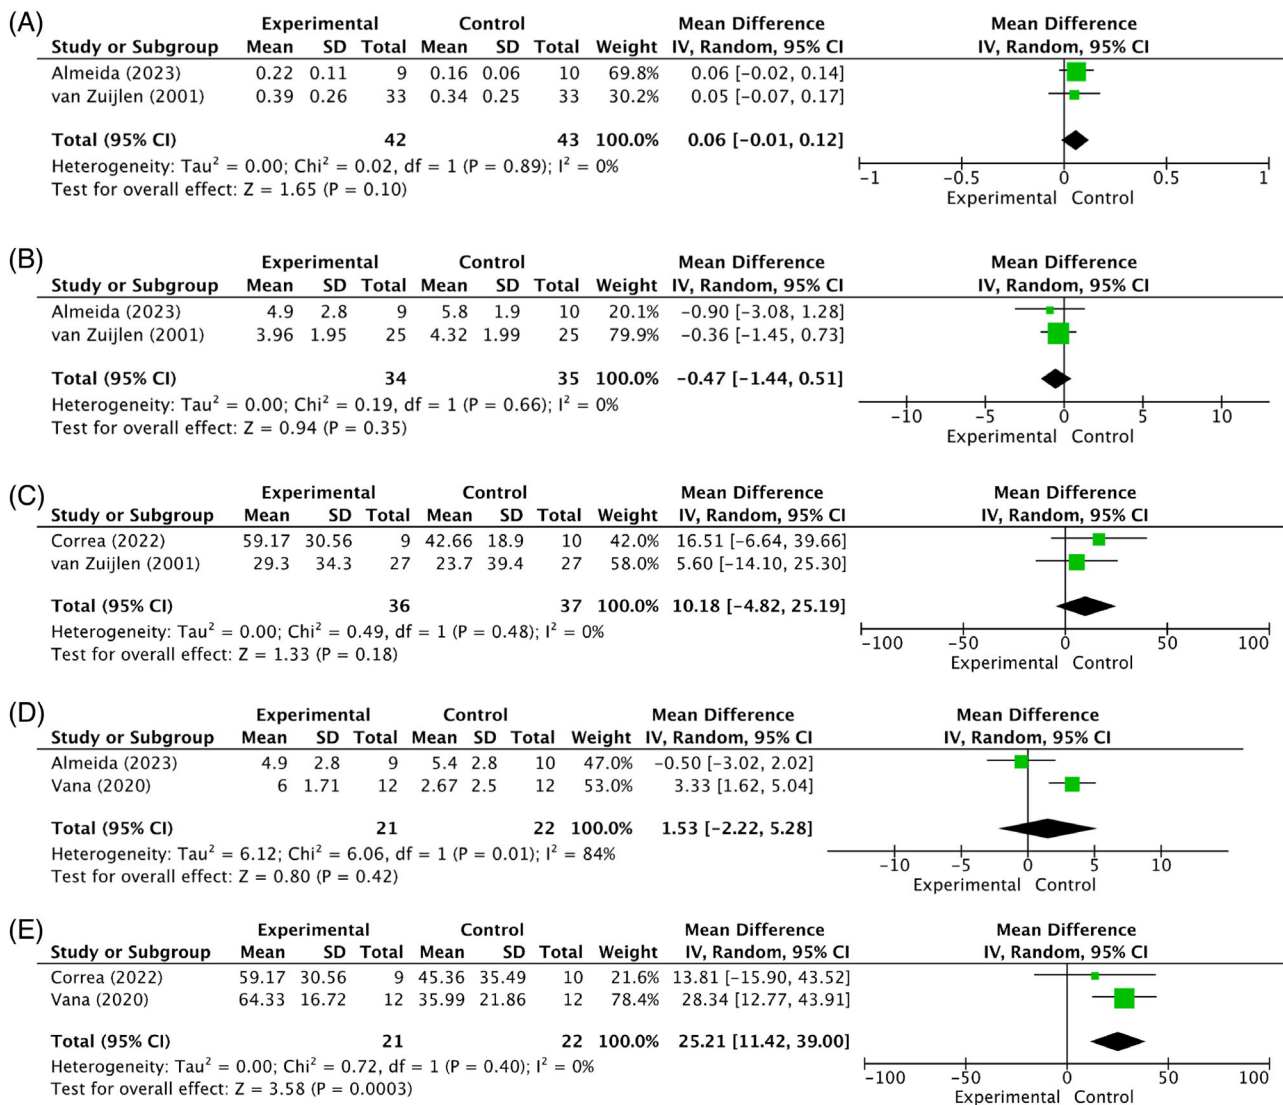 (A)
Experimental Control Mean Difference Mean Difference
Study or Subgroup Mean SD Total Mean SD Total Weight IV, Random, 95% CI IV, Random, 95% CI
Almeida (2023) 0.22 0.11 9 0.16 0.06 10 69.8% 0.06 [−0.02, 0.14]
van Zuijlen (2001) 0.39 0.26 33 0.34 0.25 33 30.2% 0.05 [−0.07, 0.17]
Total (95% CI) 42 43 100.0% 0.06 [−0.01, 0.12]
Heterogeneity: Tau² = 0.00; Chi² = 0.02, df = 1 (P = 0.89); I² = 0%
Test for overall effect: Z = 1.65 (P = 0.10)
−1 −0.5 0 0.5 1
Experimental Control
(B)
Experimental Control Mean Difference Mean Difference
Study or Subgroup Mean SD Total Mean SD Total Weight IV, Random, 95% CI IV, Random, 95% CI
Almeida (2023) 4.9 2.8 9 5.8 1.9 10 20.1% −0.90 [−3.08, 1.28]
van Zuijlen (2001) 3.96 1.95 25 4.32 1.99 25 79.9% −0.36 [−1.45, 0.73]
Total (95% CI) 34 35 100.0% −0.47 [−1.44, 0.51]
Heterogeneity: Tau² = 0.00; Chi² = 0.19, df = 1 (P = 0.66); I² = 0%
Test for overall effect: Z = 0.94 (P = 0.35)
−10 −5 0 5 10
Experimental Control
(C)
Experimental Control Mean Difference Mean Difference
Study or Subgroup Mean SD Total Mean SD Total Weight IV, Random, 95% CI IV, Random, 95% CI
Correa (2022) 59.17 30.56 9 42.66 18.9 10 42.0% 16.51 [−6.64, 39.66]
van Zuijlen (2001) 29.3 34.3 27 23.7 39.4 27 58.0% 5.60 [−14.10, 25.30]
Total (95% CI) 36 37 100.0% 10.18 [−4.82, 25.19]
Heterogeneity: Tau² = 0.00; Chi² = 0.49, df = 1 (P = 0.48); I² = 0%
Test for overall effect: Z = 1.33 (P = 0.18)
−100 −50 0 50 100
Experimental Control
(D)
Experimental Control Mean Difference Mean Difference
Study or Subgroup Mean SD Total Mean SD Total Weight IV, Random, 95% CI IV, Random, 95% CI
Almeida (2023) 4.9 2.8 9 5.4 2.8 10 47.0% −0.50 [−3.02, 2.02]
Vana (2020) 6 1.71 12 2.67 2.5 12 53.0% 3.33 [1.62, 5.04]
Total (95% CI) 21 22 100.0% 1.53 [−2.22, 5.28]
Heterogeneity: Tau² = 6.12; Chi² = 6.06, df = 1 (P = 0.01); I² = 84%
Test for overall effect: Z = 0.80 (P = 0.42)
−10 −5 0 5 10
Experimental Control
(E)
Experimental Control Mean Difference Mean Difference
Study or Subgroup Mean SD Total Mean SD Total Weight IV, Random, 95% CI IV, Random, 95% CI
Correa (2022) 59.17 30.56 9 45.36 35.49 10 21.6% 13.81 [−15.90, 43.52]
Vana (2020) 64.33 16.72 12 35.99 21.86 12 78.4% 28.34 [12.77, 43.91]
Total (95% CI) 21 22 100.0% 25.21 [11.42, 39.00]
Heterogeneity: Tau² = 0.00; Chi² = 0.72, df = 1 (P = 0.40); I² = 0%
Test for overall effect: Z = 3.58 (P = 0.0003)
−100 −50 0 50 100
Experimental Control